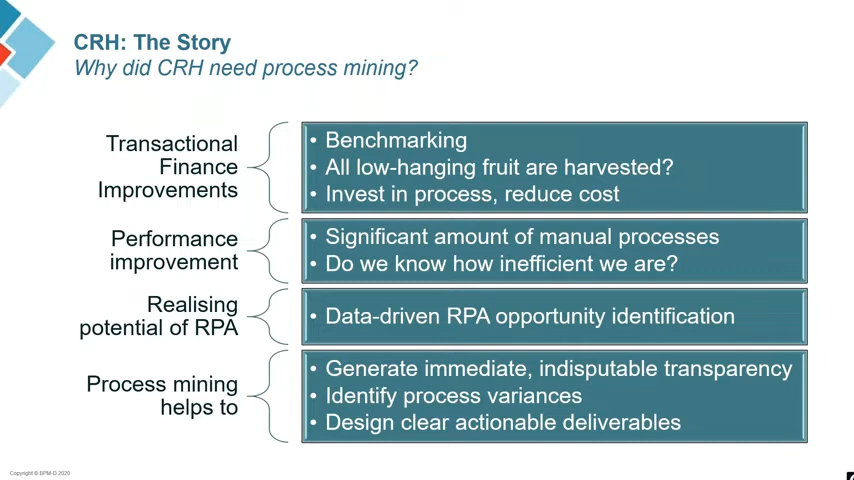 CRH: The Story
Why did CRH need process mining?
Transactional
Finance
Improvements
• Benchmarking
• All low-hanging fruit are harvested?
• Invest in process, reduce cost
Performance
improvement
• Significant amount of manual processes
• Do we know how inefficient we are?
Realising
potential of RPA
• Data-driven RPA opportunity identification
Process mining
helps to
• Generate immediate, indisputable transparency
• Identify process variances
• Design clear actionable deliverables
Copyright © BPM-D 2020